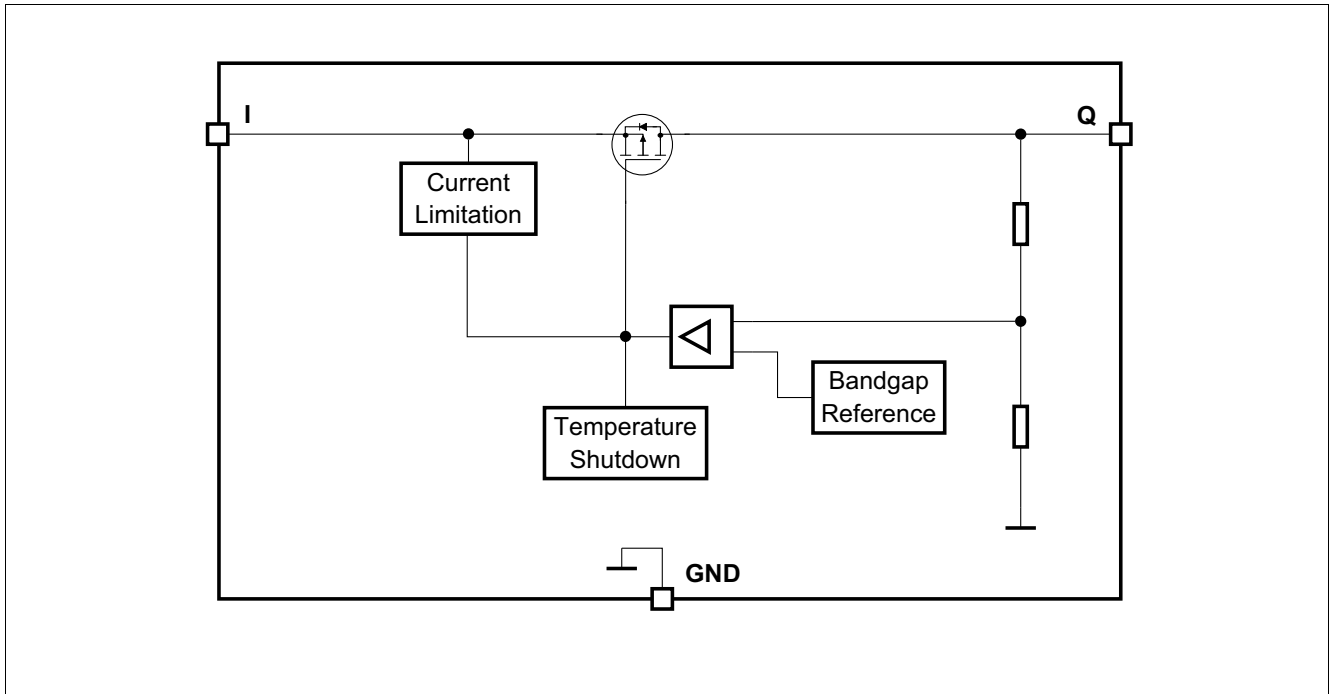 I
Q
Current
Limitation
Bandgap
Reference
Temperature
Shutdown
GND